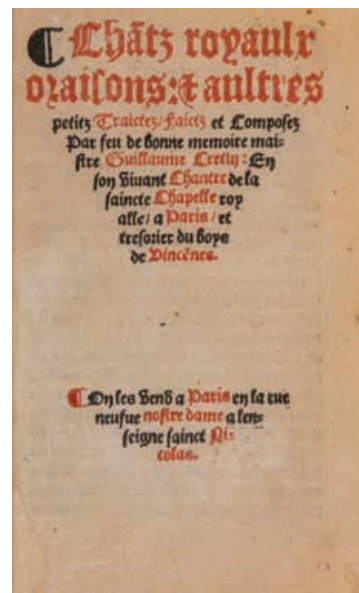 ¶ Chātz royaulx
oraisons: & aultres
petitz Traictez/ faictz et Composez
Par feu de bonne memoire mai-
stre Guillaume Cretin: En
son vivant Chantre de la
saincte Chapelle roy
alle/ a Paris/ et
tresorier du boys
de Vincēnes.
¶ On les vend a Paris en la rue
neufue nostre dame a len-
seigne sainct Ni-
colas.